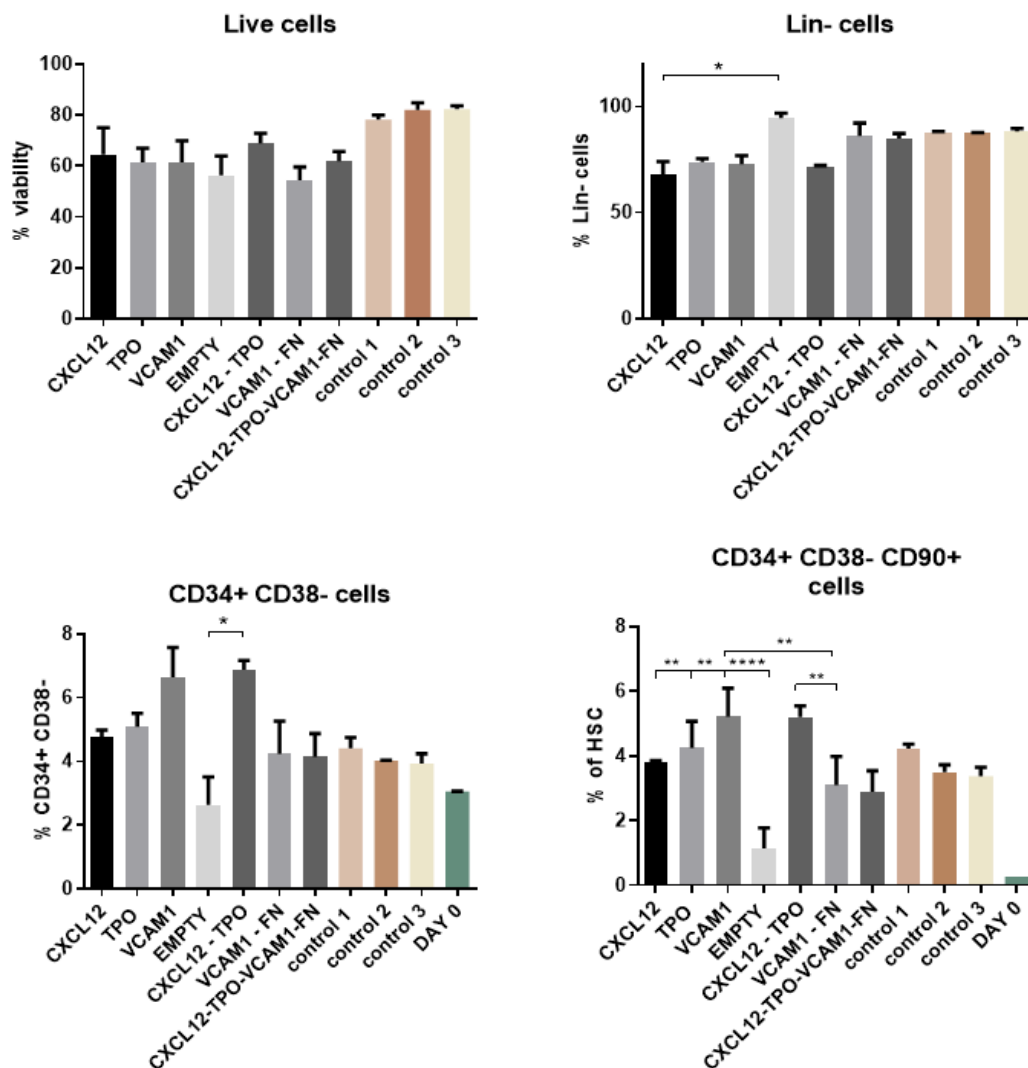 Live cells
% viability
100
80
60
40
20
0
CXCL12
TPO
VCAM1
EMPTY
CXCL12 - TPO
VCAM1 - FN
CXCL12-TPO-VCAM1-FN
control 1
control 2
control 3
Lin- cells
% Lin- cells
100
50
0
*
CXCL12
TPO
VCAM1
EMPTY
CXCL12 - TPO
VCAM1 - FN
CXCL12-TPO-VCAM1-FN
control 1
control 2
control 3
CD34+ CD38- cells
% CD34+ CD38-
8
6
4
2
0
*
CXCL12
TPO
VCAM1
EMPTY
CXCL12 - TPO
VCAM1 - FN
CXCL12-TPO-VCAM1-FN
control 1
control 2
control 3
DAY 0
CD34+ CD38- CD90+
cells
% of HSC
8
6
4
2
0
**
** ** ****
**
CXCL12
TPO
VCAM1
EMPTY
CXCL12 - TPO
VCAM1 - FN
CXCL12-TPO-VCAM1-FN
control 1
control 2
control 3
DAY 0